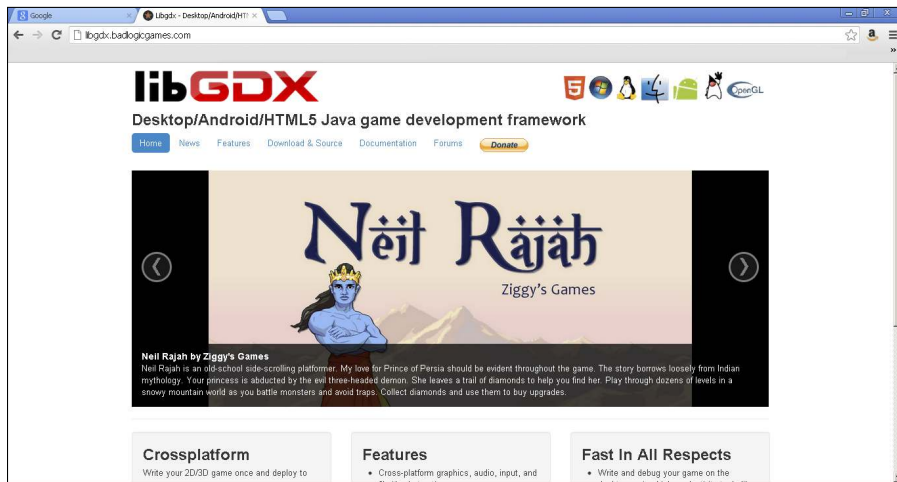 Google
Libgdx - Desktop/Android/HTM
libgdx.badlogicgames.com
libGDX
OpenGL
Desktop/Android/HTML5 Java game development framework
Home News Features Download & Source Documentation Forums Donate
Neil Rajah
Ziggy's Games
Neil Rajah by Ziggy's Games
Neil Rajah is an old-school side-scrolling platformer. My love for Prince of Persia should be evident throughout the game. The story borrows loosely from Indian
mythology. Your princess is abducted by the evil three-headed demon. She leaves a trail of diamonds to help you find her. Play through dozens of levels in a
snowy mountain world as you battle monsters and avoid traps. Collect diamonds and use them to buy upgrades.
Crossplatform
Write your 2D/3D game once and deploy to
Features
Cross-platform graphics, audio, input, and
Fast In All Respects
Write and debug your game on the